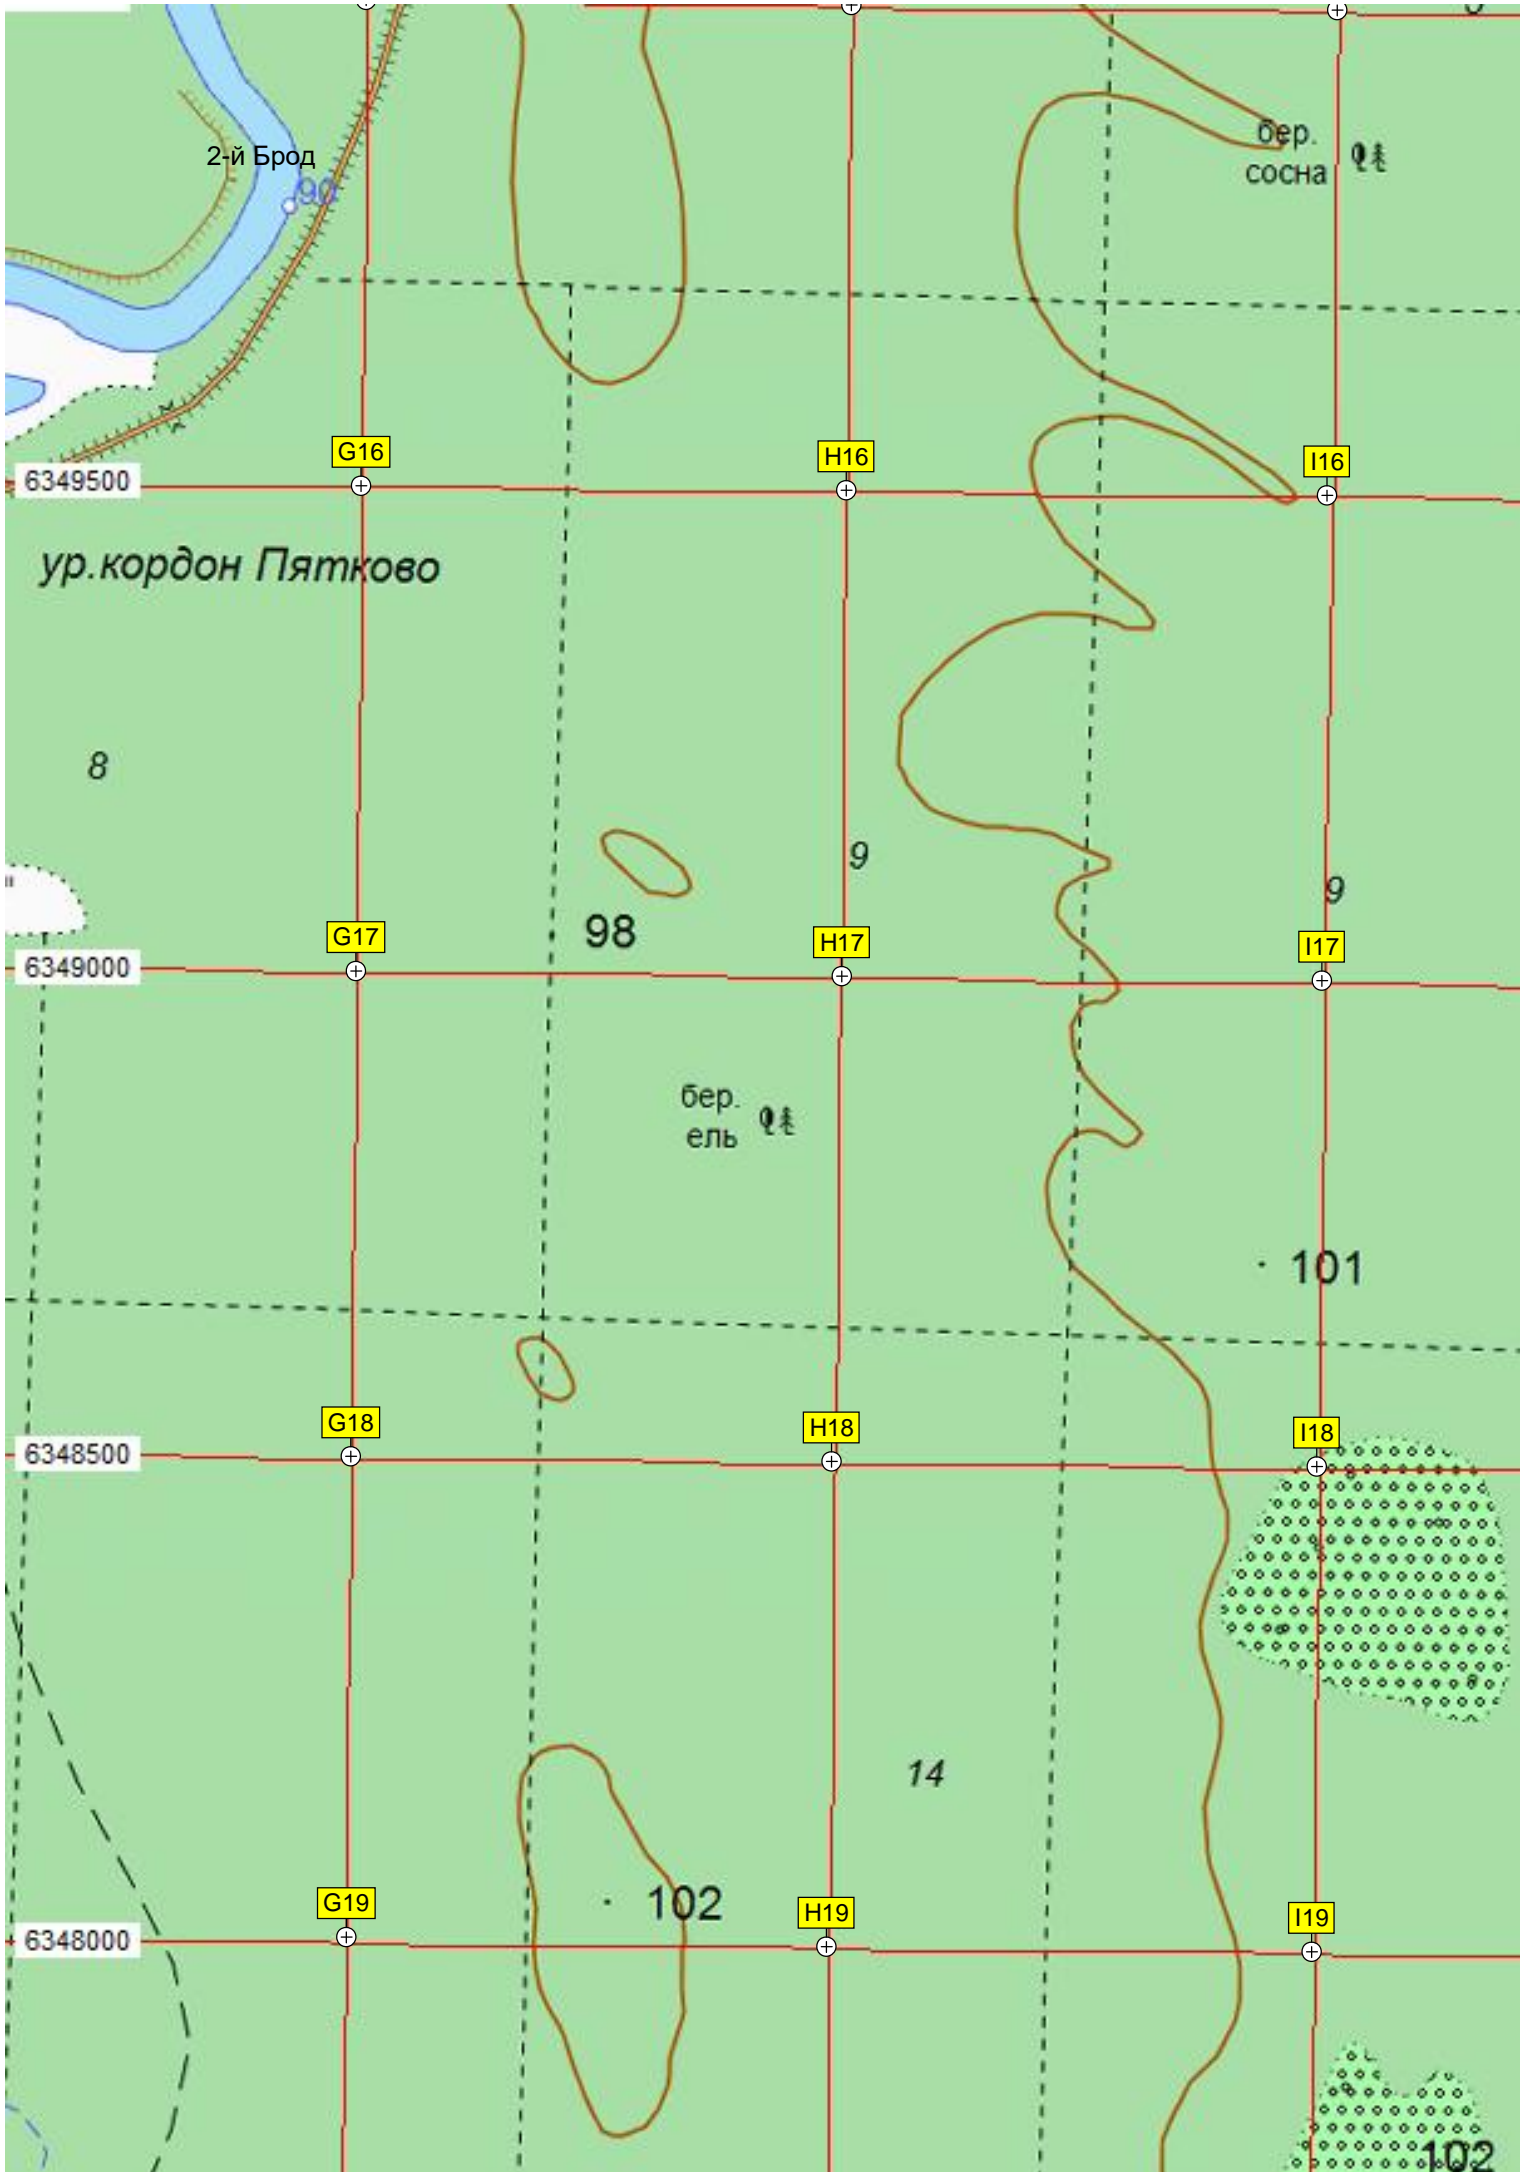 2-й Брод
90
бер.
сосна
G16
H16
I16
6349500
ур.кордон Пятково
8
9
9
98
G17
H17
I17
6349000
бер.
ель
101
G18
H18
I18
6348500
14
102
G19
H19
I19
6348000
102